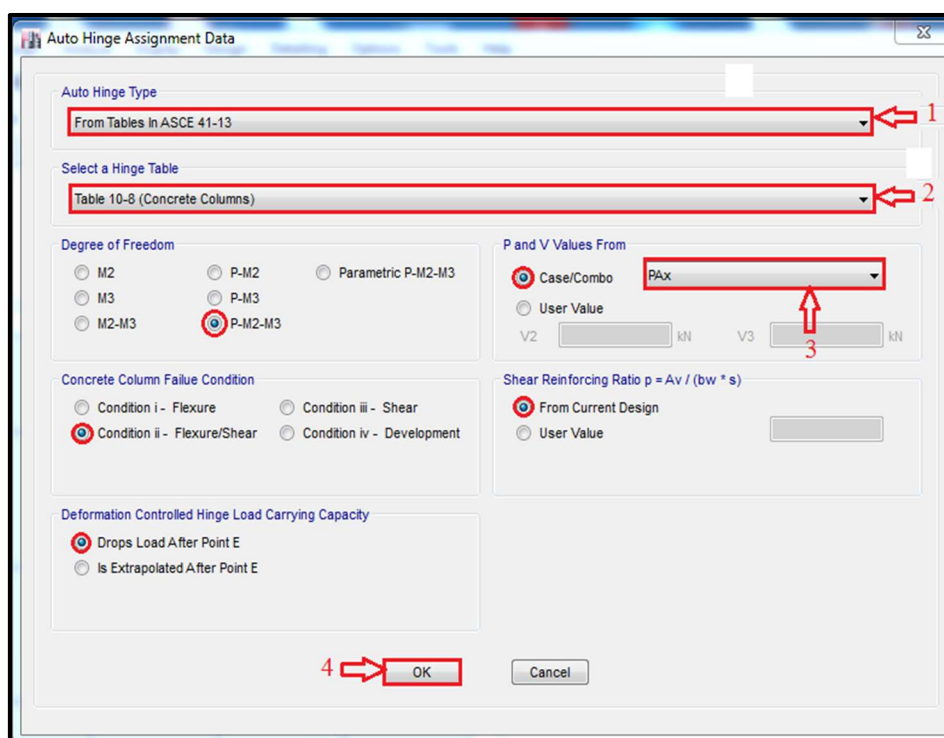 Auto Hinge Assignment Data
Auto Hinge Type
From Tables In ASCE 41-13
1
Select a Hinge Table
Table 10-8 (Concrete Columns)
2
Degree of Freedom
M2
P-M2
Parametric P-M2-M3
M3
P-M3
M2-M3
P-M2-M3
P and V Values From
Case/Combo
PAx
User Value
3
V2
kN
V3
kN
Concrete Column Failue Condition
Condition i - Flexure
Condition iii - Shear
Condition ii - Flexure/Shear
Condition iv - Development
Shear Reinforcing Ratio p = Av / (bw * s)
From Current Design
User Value
Deformation Controlled Hinge Load Carrying Capacity
Drops Load After Point E
Is Extrapolated After Point E
4
OK
Cancel